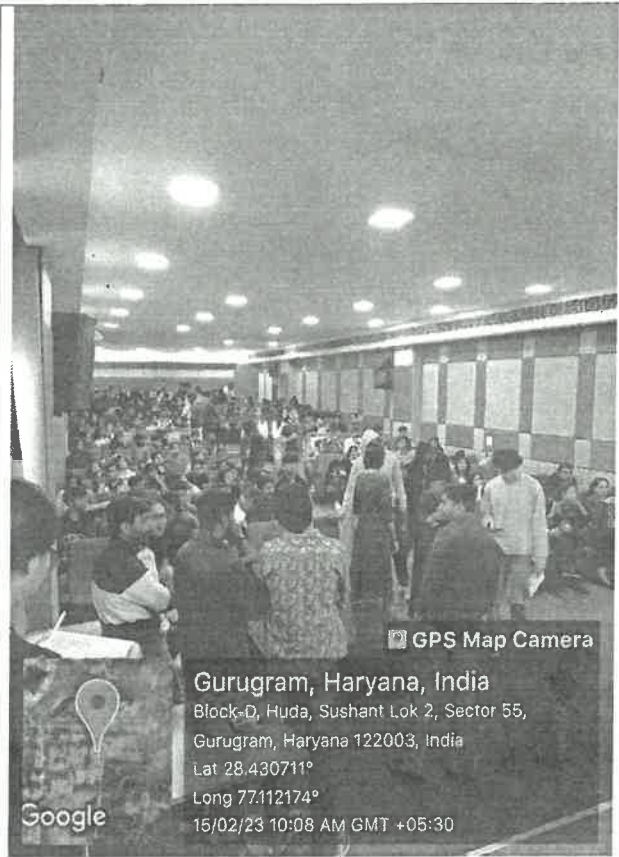 GPS Map Camera
Gurugram, Haryana, India
Block-D, Huda, Sushant Lok 2, Sector 55,
Gurugram, Haryana 122003, India
Lat 28.430711°
Long 77.112174°
15/02/23 10:08 AM GMT +05:30
Google